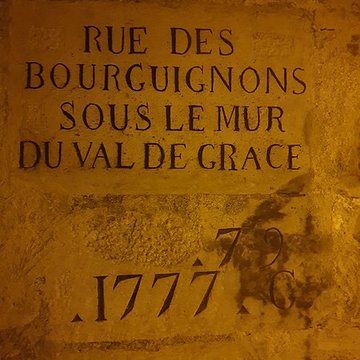 RUE DES
BOURGUIGNONS
SOUS LE MUR
DU VAL DE GRACE
.79
.1777.G